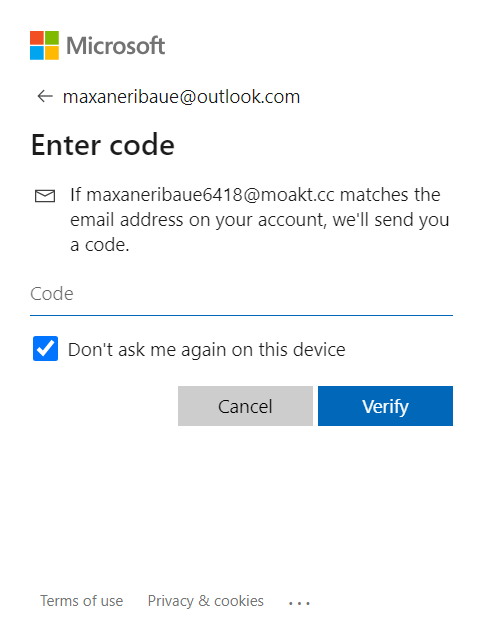 Microsoft
maxaneribaue@outlook.com
Enter code
If maxaneribaue6418@moakt.cc matches the
email address on your account, we'll send you
a code.
Code
Don't ask me again on this device
Cancel Verify
Terms of use Privacy & cookies ...